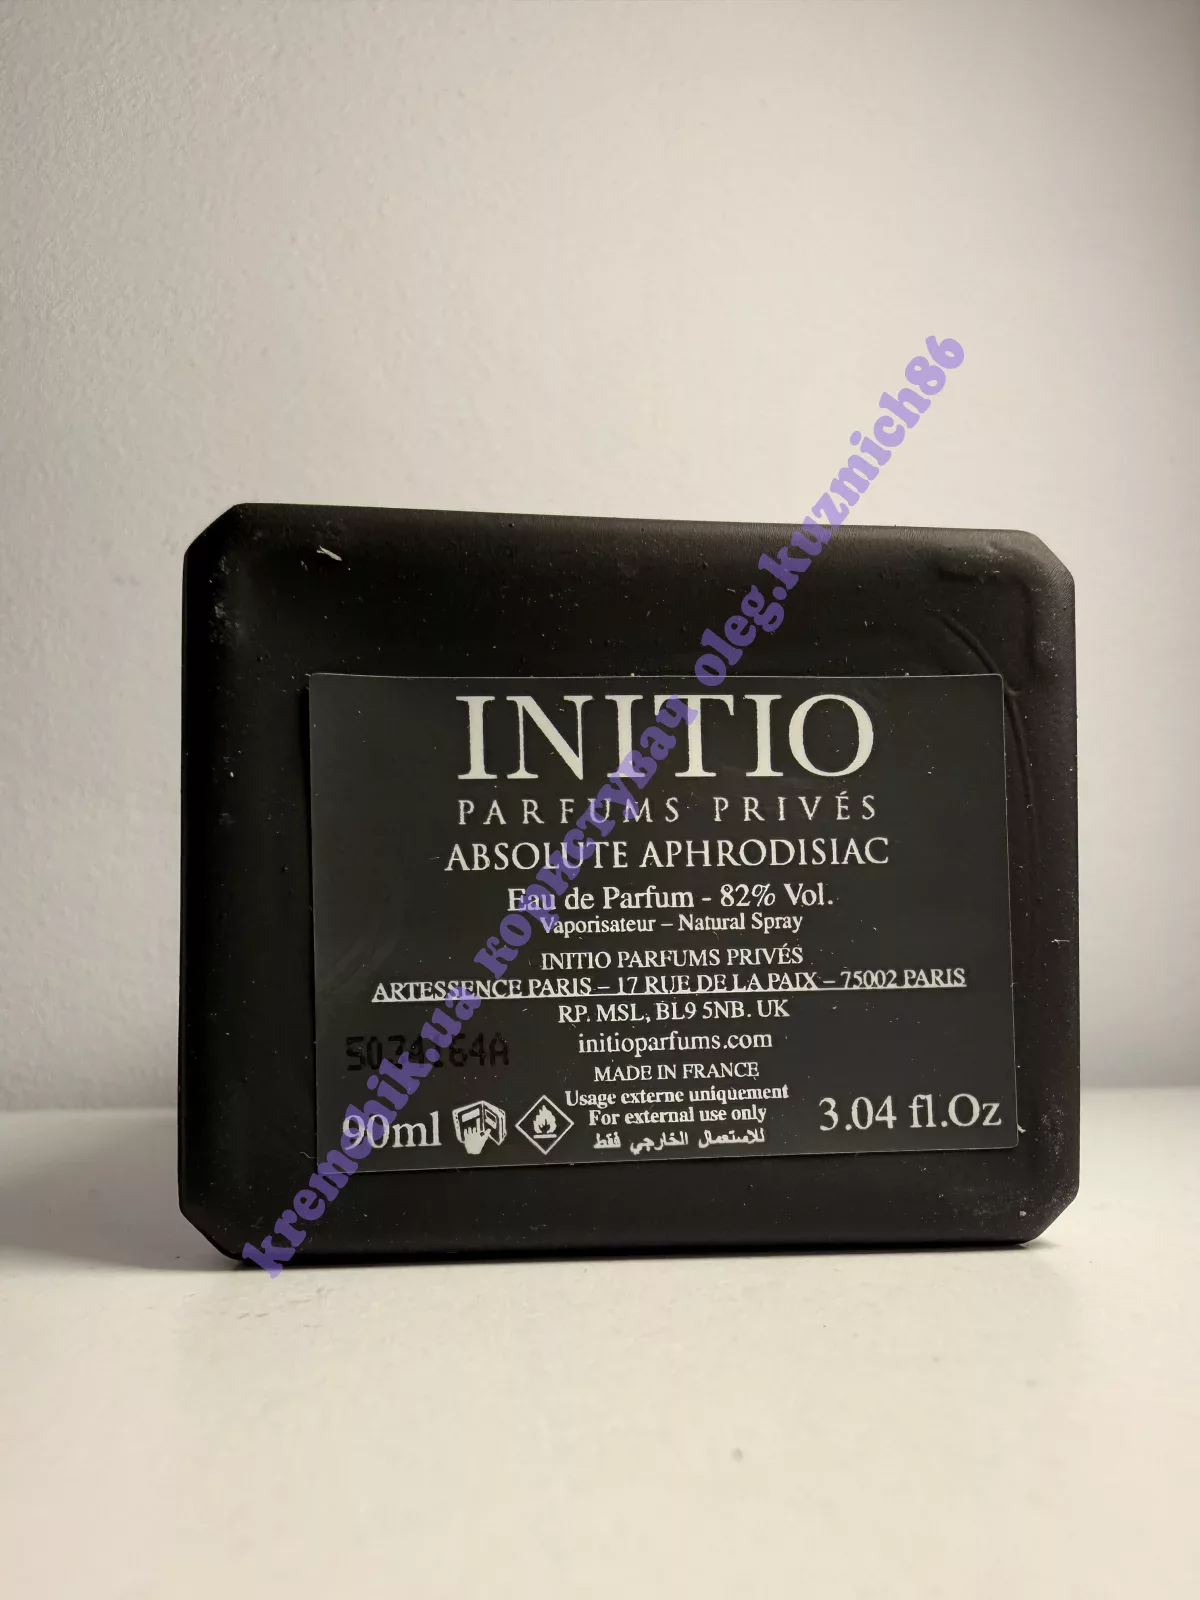 INITIO
PARFUMS PRIVÉS
ABSOLUTE APHRODISIAC
Eau de Parfum - 82% Vol.
Vaporisateur – Natural Spray
INITIO PARFUMS PRIVÉS
ARTESSENCE PARIS – 17 RUE DE LA PAIX – 75002 PARIS
RP. MSL, BL9 5NB. UK
initioparfums.com
MADE IN FRANCE
Usage externe uniquement
For external use only
للاستعمال الخارجي فقط
90ml
3.04 fl.Oz
kremchik.ua користувач oleg.kuzmich86